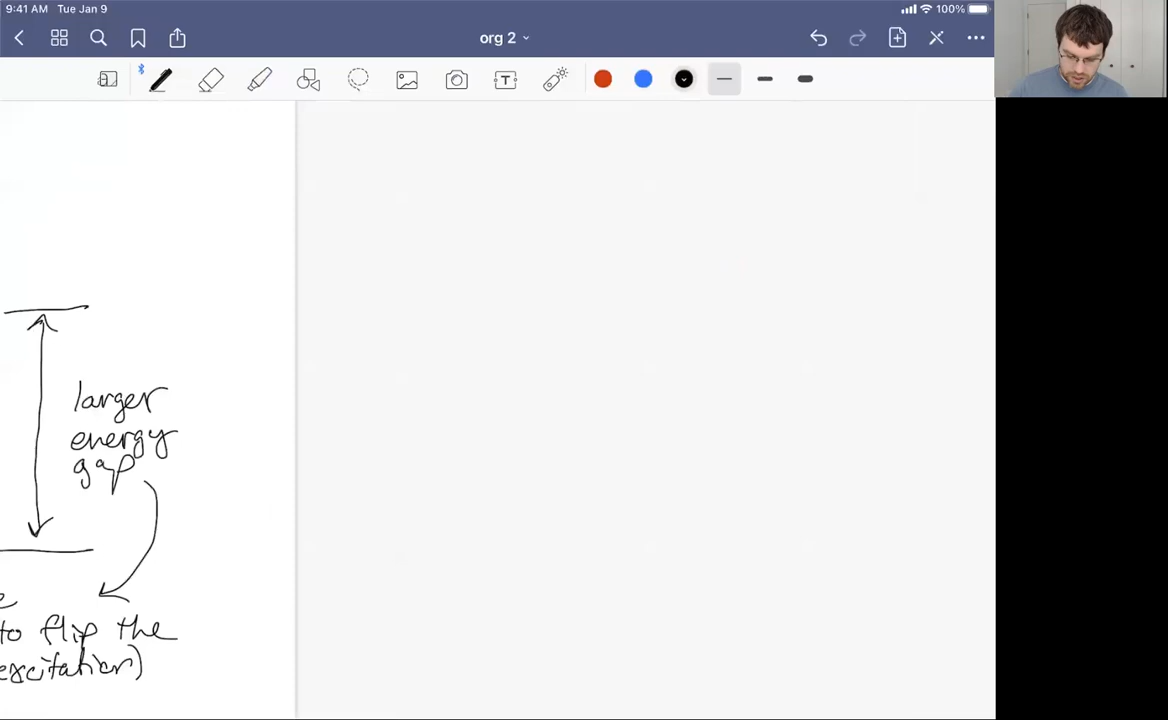 9:41 AM Tue Jan 9
100%
org 2
T
larger
energy
gap
to flip the
excitation)